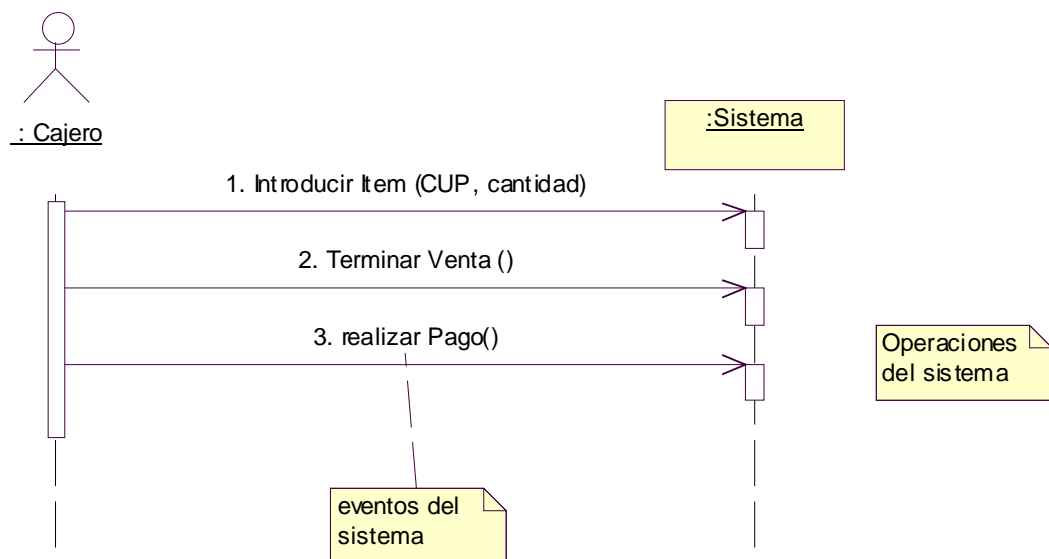 : Cajero
:Sistema
1. Introducir Item (CUP, cantidad)
2. Terminar Venta ()
3. realizar Pago()
Operaciones
del sistema
eventos del
sistema